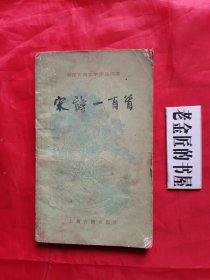 中国古典文学作品选读
宋詩一百首
上海古籍出版社
老金匠的书屋